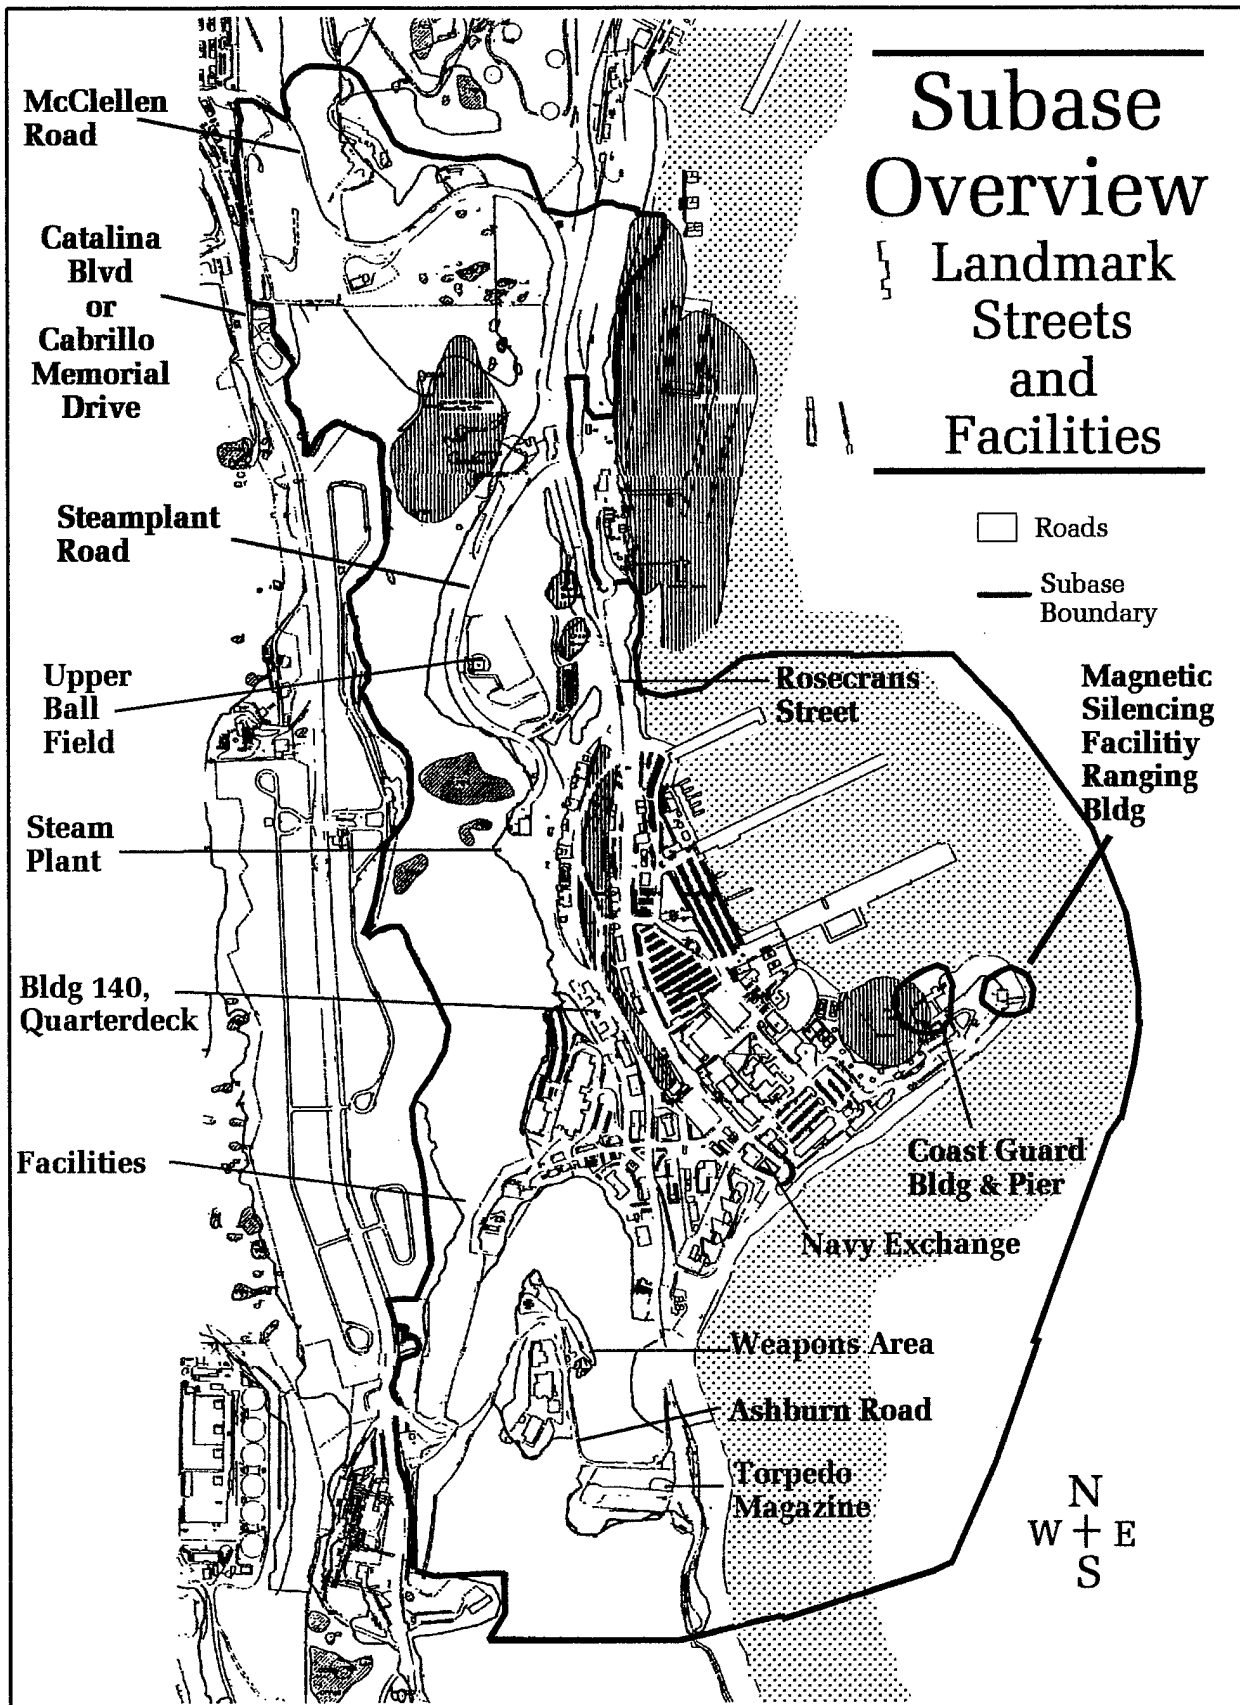 Subase
Overview
Landmark
Streets
and
Facilities
Roads
Subase
Boundary
McClellen
Road
Catalina
Blvd
or
Cabrillo
Memorial
Drive
Steamplant
Road
Upper
Ball
Field
Steam
Plant
Bldg 140,
Quarterdeck
Facilities
Rosecrans
Street
Magnetic
Silencing
Facilitiy
Ranging
Bldg
Coast Guard
Bldg & Pier
Navy Exchange
Weapons Area
Ashburn Road
Torpedo
Magazine
N
W E
S